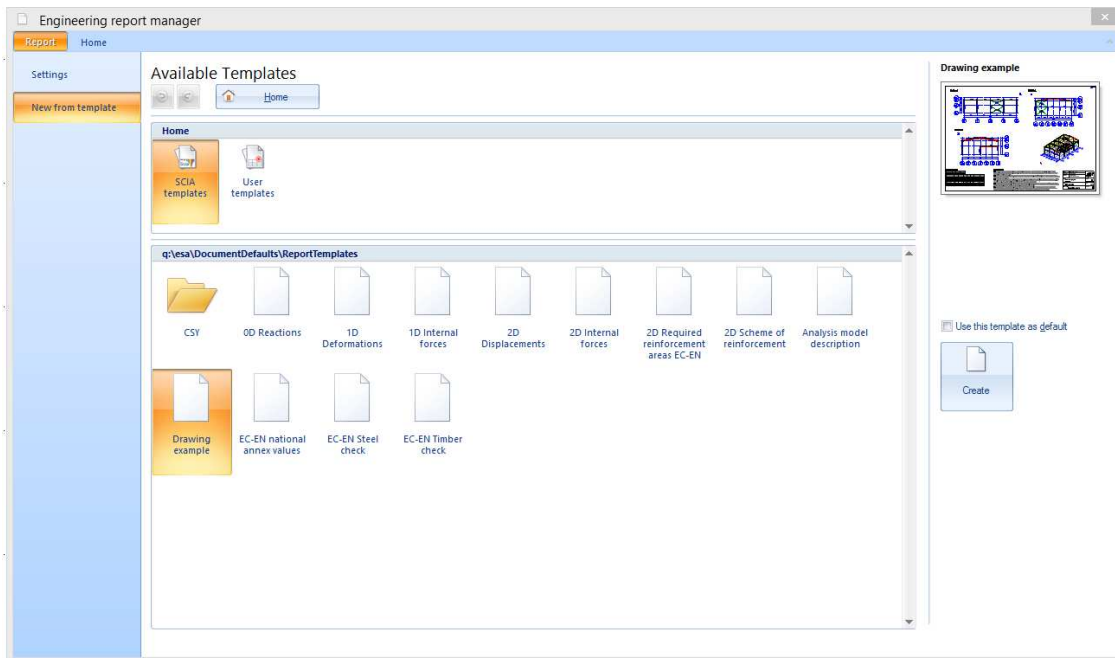 Engineering report manager
Report Home
Settings
New from template
Available Templates
Home
Home
SCIA
templates
User
templates
q:\esa\DocumentDefaults\ReportTemplates
CSY
0D Reactions
1D
Deformations
1D Internal
forces
2D
Displacements
2D Internal
forces
2D Required
reinforcement
areas EC-EN
2D Scheme of
reinforcement
Analysis model
description
Drawing
example
EC-EN national
annex values
EC-EN Steel
check
EC-EN Timber
check
Drawing example
Use this template as default
Create